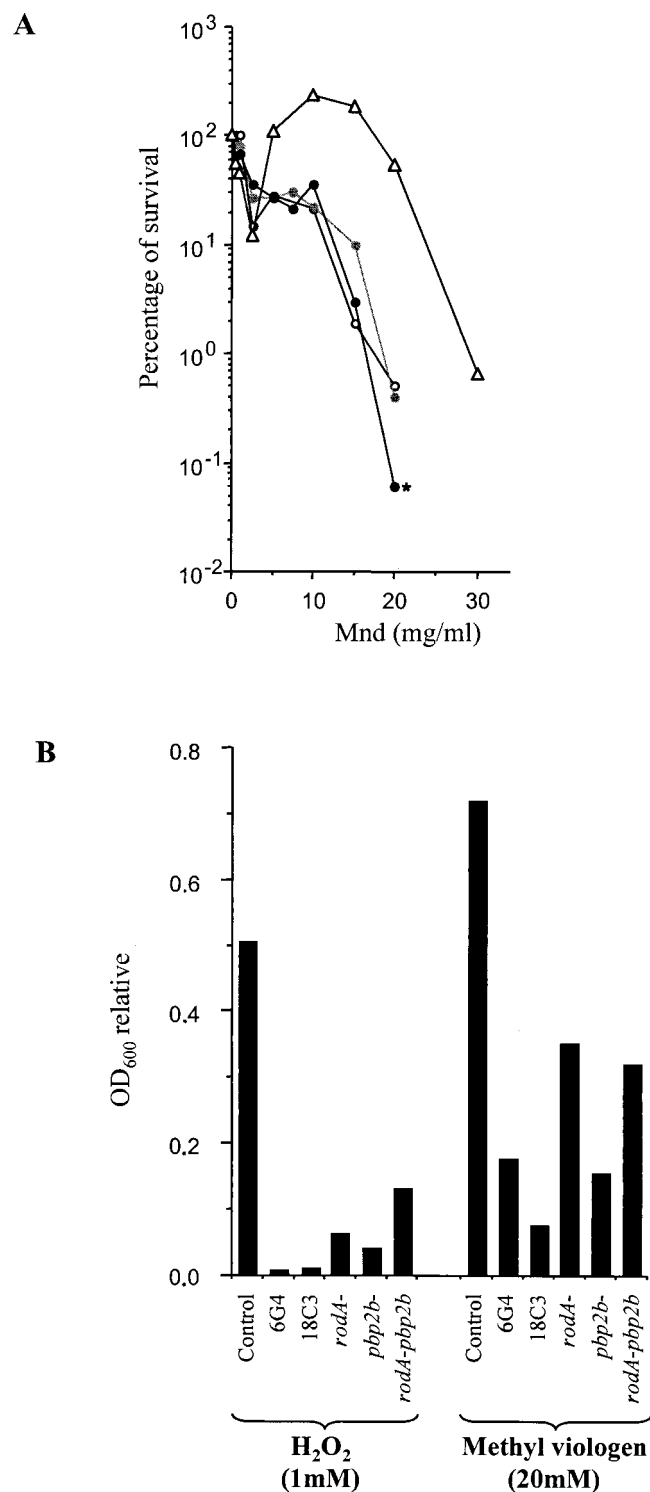 A
10³
10²
10¹
10⁰
10⁻¹
10⁻²
Percentage of survival
*
0 10 20 30
Mnd (mg/ml)
B
0.8
0.6
0.4
0.2
0.0
OD₆₀₀ relative
Control 6G4 18C3 rodA- pbp2b- rodA-pbp2b Control 6G4 18C3 rodA- pbp2b- rodA-pbp2b
H₂O₂ Methyl viologen
(1mM) (20mM)